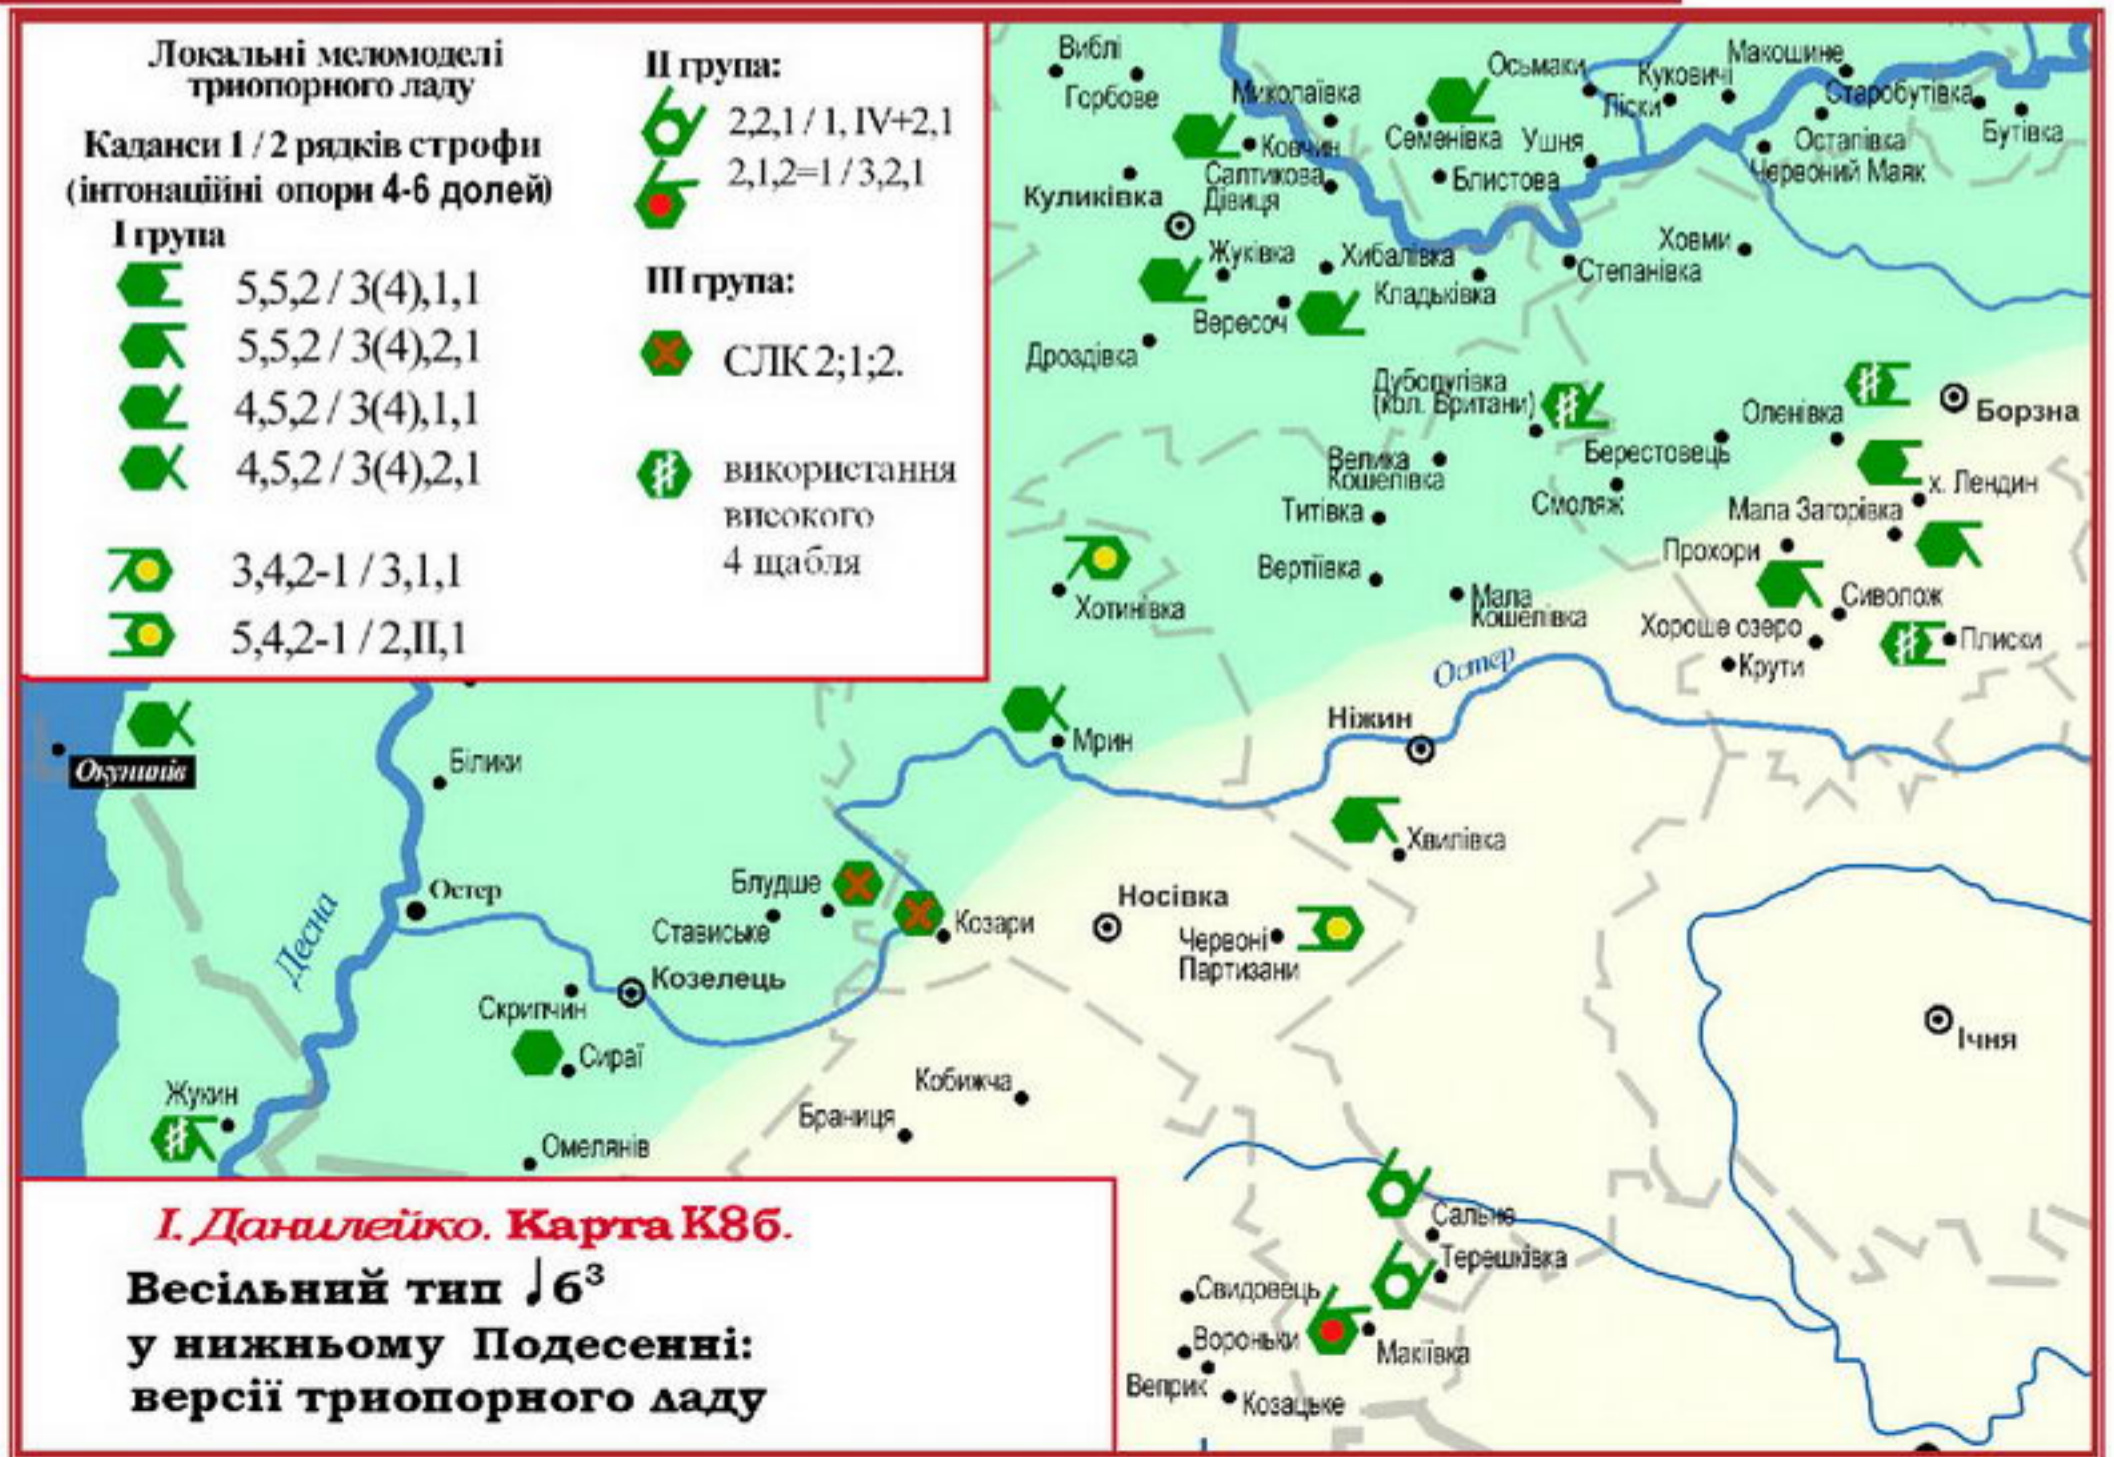 Локальні меломоделі
триопорного ладу
Каданси 1 / 2 рядків строфи
(інтонаційні опори 4-6 долей)
І група
5,5,2 / 3(4),1,1
5,5,2 / 3(4),2,1
4,5,2 / 3(4),1,1
4,5,2 / 3(4),2,1
3,4,2-1 / 3,1,1
5,4,2-1 / 2,ІІ,1
ІІ група:
2,2,1 / 1, IV+2,1
2,1,2=1 / 3,2,1
ІІІ група:
СЛК 2;1;2.
використання
високого
4 щабля
Виблі
Горбове
Миколаївка
Осьмаки
Куковичі
Макошине
Ліски
Старобутівка
Бутівка
Остапівка
Червоний Маяк
Ковчин
Семенівка
Ушня
Салтикова
Дівиця
Блистова
Куликівка
Жуківка
Хибалівка
Ховми
Степанівка
Кладьківка
Вересоч
Дроздівка
Дуболугівка
(кол. Британи)
Оленівка
Борзна
Берестовець
Велика
Кошелівка
х. Лендин
Смоляж
Титівка
Мала Загорівка
Прохори
Вертіївка
Мала
Кошелівка
Хотинівка
Сиволож
Хороше озеро
Плиски
Крути
Остер
Ніжин
Мрин
Окунинів
Білики
Хвилівка
Остер
Блудше
Ставиське
Козари
Носівка
Червоні
Партизани
Десна
Козелець
Скрипчин
Сираї
Ічня
Жукин
Кобижча
Браниця
Омелянів
Сальне
Терешківка
Свидовець
Вороньки
Макіївка
Веприк
Козацьке
І. Данилейко. Карта К8б.
Весільний тип ♩6³
у нижньому Подесенні:
версії триопорного ладу